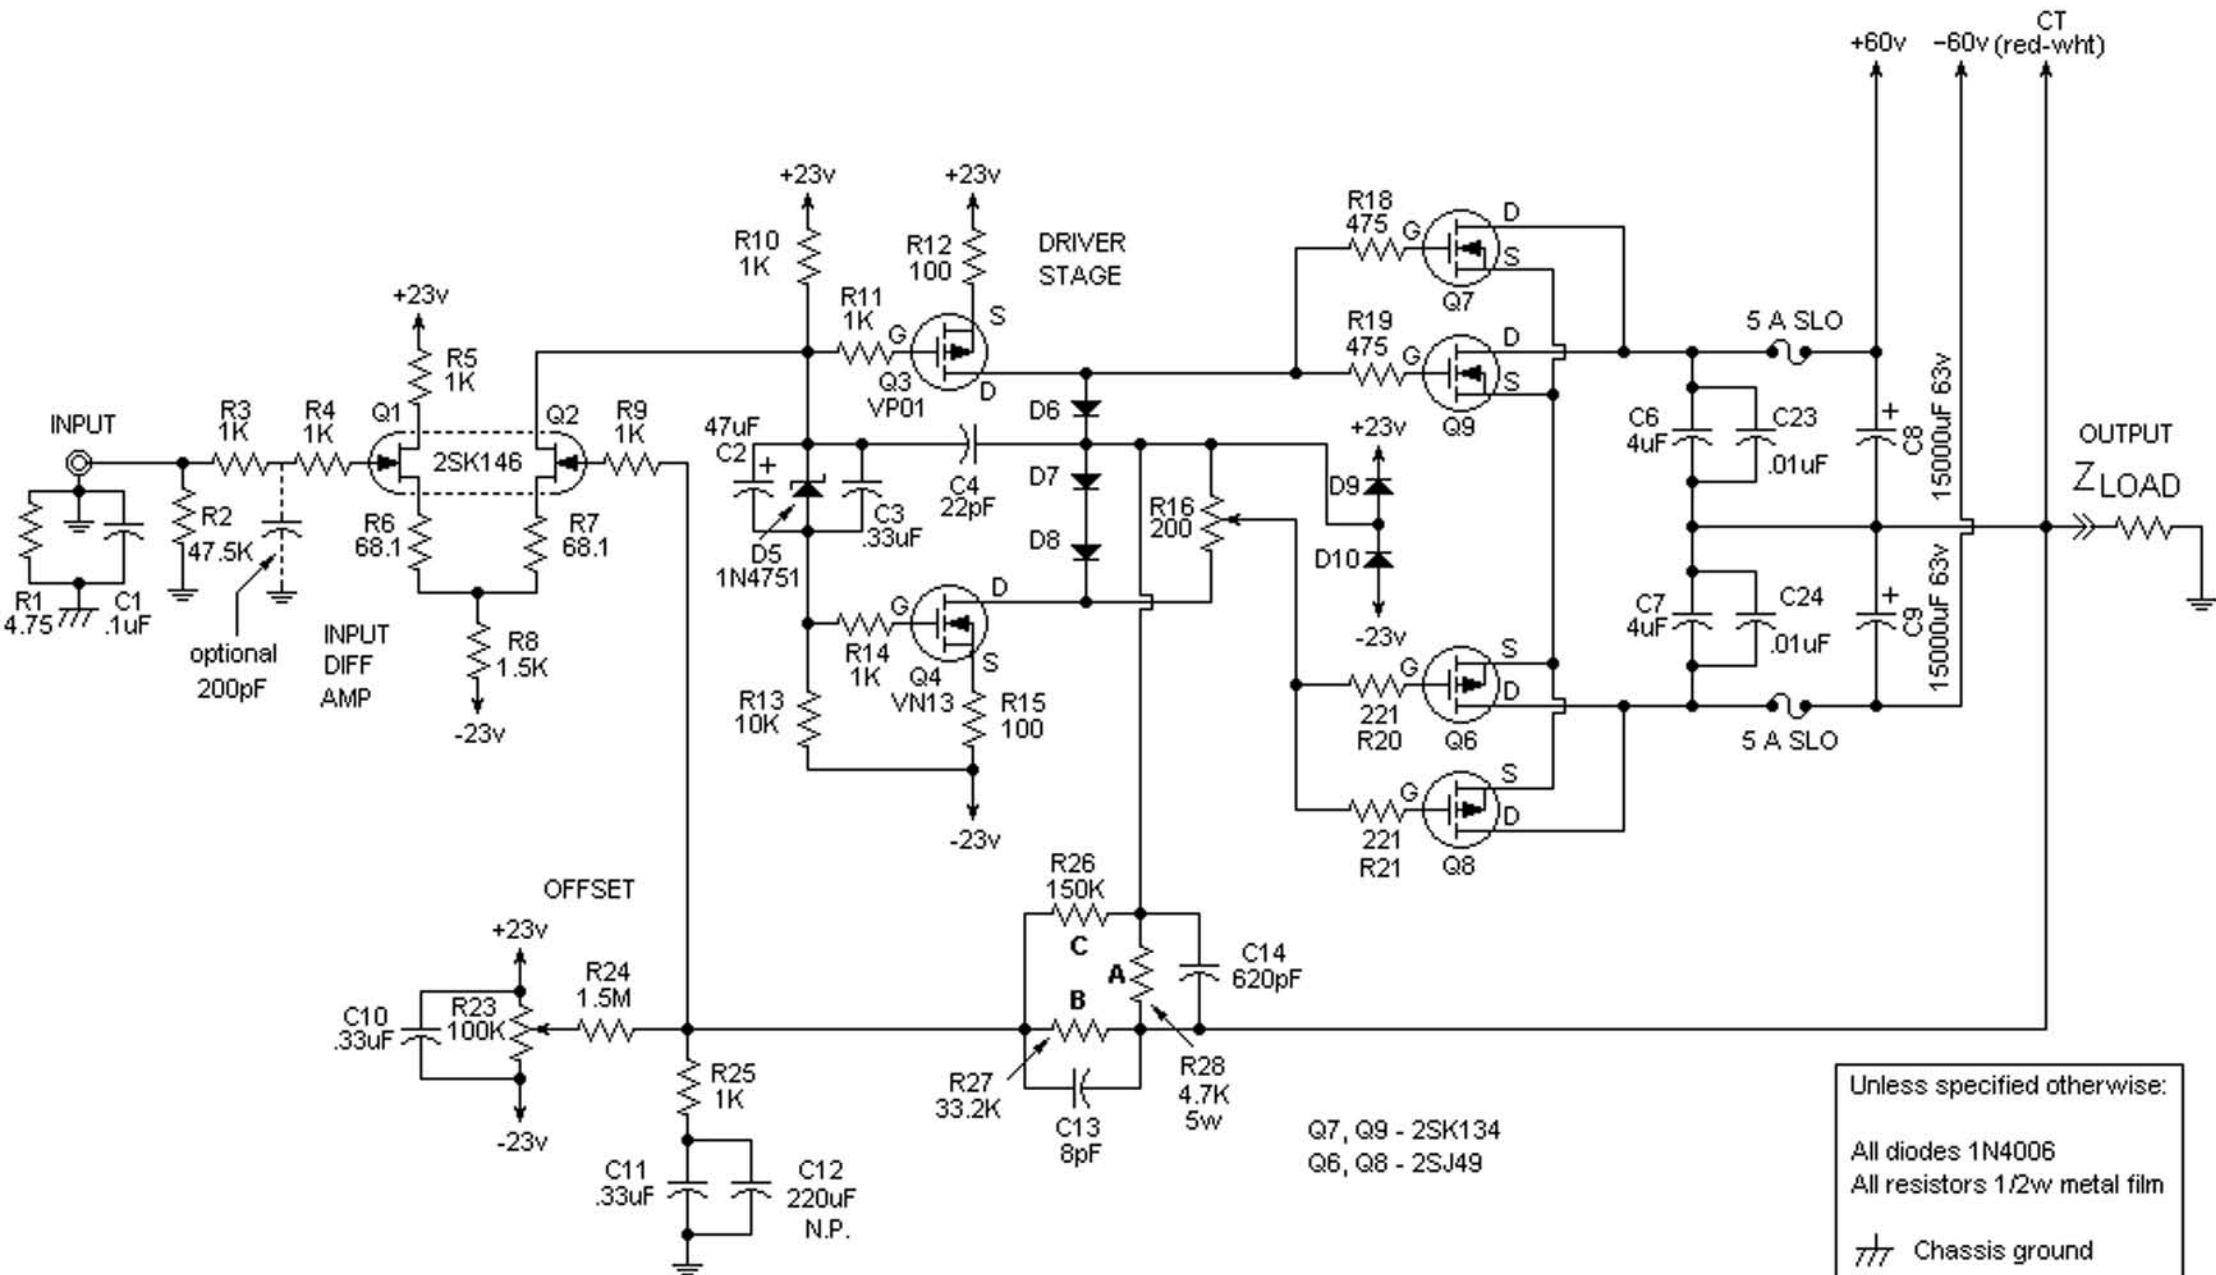 CT
+60v
-60v (red-wht)
+23v
+23v
R18
475
G
D
S
Q7
R10
1K
R12
100
DRIVER
STAGE
S
R11
1K
G
Q3
VP01
D
R19
475
G
D
S
Q9
5 A SLO
+23v
R5
1K
INPUT
R3
1K
R4
1K
Q1
Q2
2SK146
R9
1K
R2
47.5K
R6
68.1
R7
68.1
R1
4.75
C1
.1uF
optional
200pF
INPUT
DIFF
AMP
R8
1.5K
-23v
47uF
C2
+
D5
1N4751
C3
.33uF
C4
22pF
D6
D7
D8
R16
200
+23v
D9
D10
-23v
C6
4uF
C23
.01uF
+
C8
15000uF 63v
OUTPUT
ZLOAD
C7
4uF
C24
.01uF
+
C9
15000uF 63v
5 A SLO
R14
1K
G
D
S
Q4
VN13
R13
10K
R15
100
-23v
G
S
D
221
R20
Q6
G
S
D
221
R21
Q8
OFFSET
+23v
C10
.33uF
R23
100K
-23v
R24
1.5M
R25
1K
C11
.33uF
C12
220uF
N.P.
R26
150K
C
A
B
C14
620pF
R27
33.2K
C13
8pF
R28
4.7K
5w
Q7, Q9 - 2SK134
Q6, Q8 - 2SJ49
Unless specified otherwise:
All diodes 1N4006
All resistors 1/2w metal film
Chassis ground